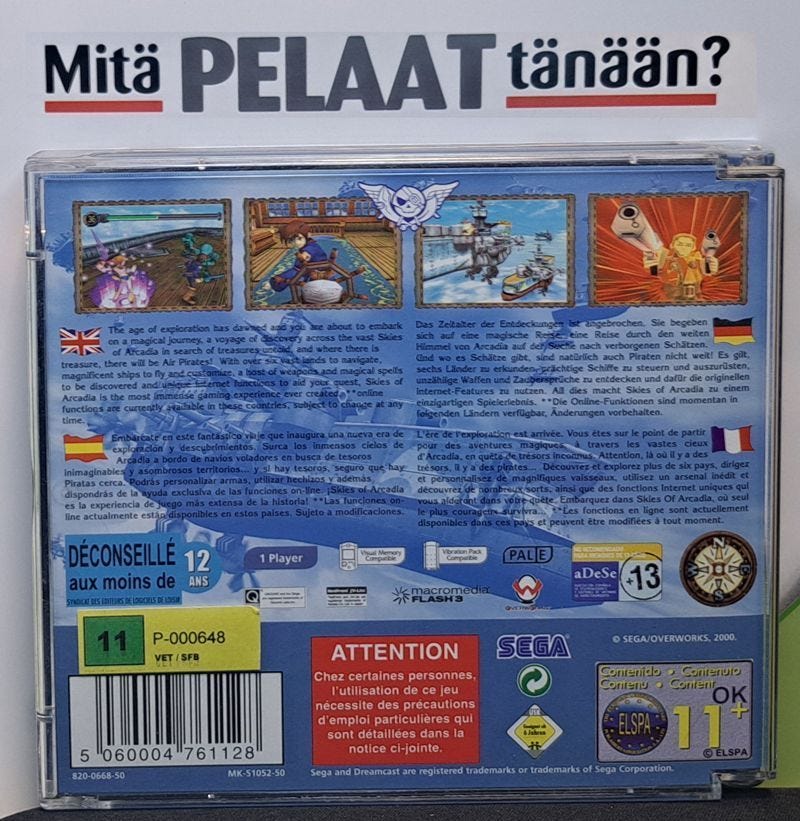 Mitä PELAAT tänään?
The age of exploration has dawned and you are about to embark
on a magical journey, a voyage of discovery across the vast Skies
of Arcadia in search of treasures untold, and where there is
treasure, there will be Air Pirates! With over six vast lands to navigate,
magnificent ships to fly and customize, a host of weapons and magical spells
to be discovered and unique Internet functions to aid your quest, Skies of
Arcadia is the most immense gaming experience ever created **online
functions are currently available in these countries, subject to change at any
time.
Das Zeitalter der Entdeckungen ist angebrochen. Sie begeben
sich auf eine magische Reise, eine Reise durch den weiten
Himmel von Arcadia auf der Suche nach verborgenen Schätzen.
Und wo es Schätze gibt, sind natürlich auch Piraten nicht weit! Es gilt,
sechs Länder zu erkunden, prächtige Schiffe zu steuern und auszurüsten,
unzählige Waffen und Zaubersprüche zu entdecken und dafür die originellen
Internet-Features zu nutzen. All dies macht Skies of Arcadia zu einem
einzigartigen Spielerlebnis. **Die Online-Funktionen sind momentan in
folgenden Ländern verfügbar, Änderungen vorbehalten.
Embárcate en este fantástico viaje que inaugura una nueva era de
exploración y descubrimientos. Surca los inmensos cielos de
Arcadia a bordo de navíos voladores en busca de tesoros
inimaginables y asombrosos territorios... y si hay tesoros, seguro que hay
Piratas cerca. Podrás personalizar armas, utilizar hechizos y además
dispondrás de la ayuda exclusiva de las funciones on-line. ¡Skies of Arcadia
es la experiencia de juego más extensa de la historia! **Las funciones on-
line actualmente están disponibles en estos países. Sujeto a modificaciones.
L'ère de l'exploration est arrivée. Vous êtes sur le point de partir
pour des aventures magiques à travers les vastes cieux
d'Arcadia, en quête de trésors inconnus. Attention, là où il y a des
trésors, il y a des pirates... Découvrez et explorez plus de six pays, dirigez
et personnalisez de magnifiques vaisseaux, utilisez un arsenal inédit et
découvrez de nombreux sorts, ainsi que des fonctions Internet uniques qui
vous aideront dans votre quête. Embarquez dans Skies Of Arcadia, où seul
le plus courageux survivra... **Les fonctions en ligne sont actuellement
disponibles dans ces pays et peuvent être modifiées à tout moment.
DÉCONSEILLÉ
aux moins de
12
ANS
SYNDICAT DES EDITEURS DE LOGICIELS DE LOISIR
1 Player
Visual Memory
Compatible
Vibration Pack
Compatible
PAL E
NO RECOMENDADO
PARA MENORES DE
aDeSe
+13
macromedia
FLASH 3
OVERWORKS
N
E
S
W
11
P-000648
VET / SFB
5 060004 761128
820-0668-50
MK-51052-50
ATTENTION
Chez certaines personnes,
l'utilisation de ce jeu
nécessite des précautions
d'emploi particulières qui
sont détaillées dans la
notice ci-jointe.
SEGA
© SEGA/OVERWORKS, 2000.
USK
Geeignet ab
6 Jahren
Contenido • Contenuto
Contenu • Content
OK
ELSPA
11+
© ELSPA
Sega and Dreamcast are registered trademarks or trademarks of Sega Corporation.